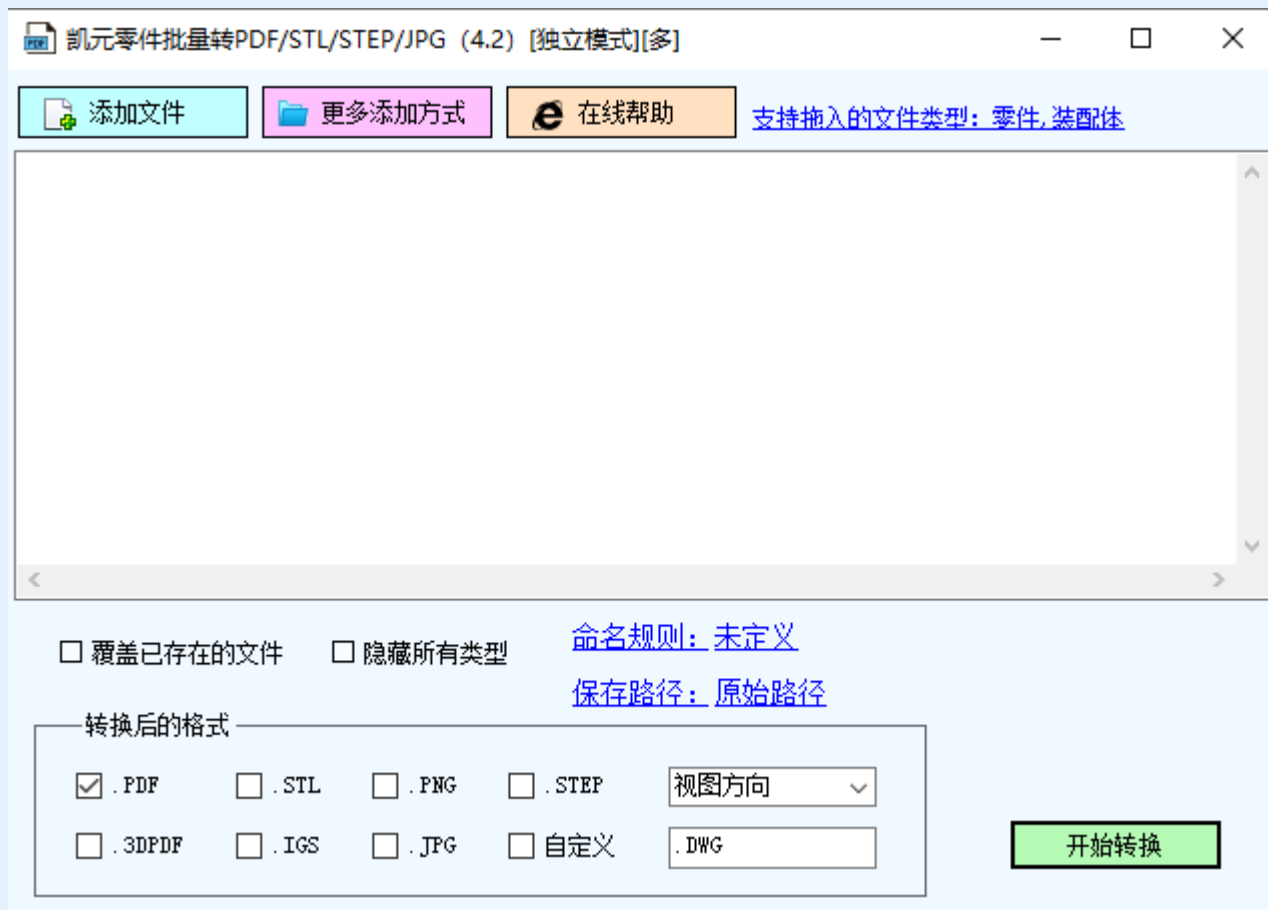 凯元零件批量转PDF/STL/STEP/JPG（4.2）[独立模式][多]
添加文件 更多添加方式 在线帮助 支持拖入的文件类型：零件,装配体
覆盖已存在的文件 隐藏所有类型 命名规则：未定义
保存路径：原始路径
转换后的格式
.PDF .STL .PNG .STEP 视图方向
.3DPDF .IGS .JPG 自定义 .DWG
开始转换